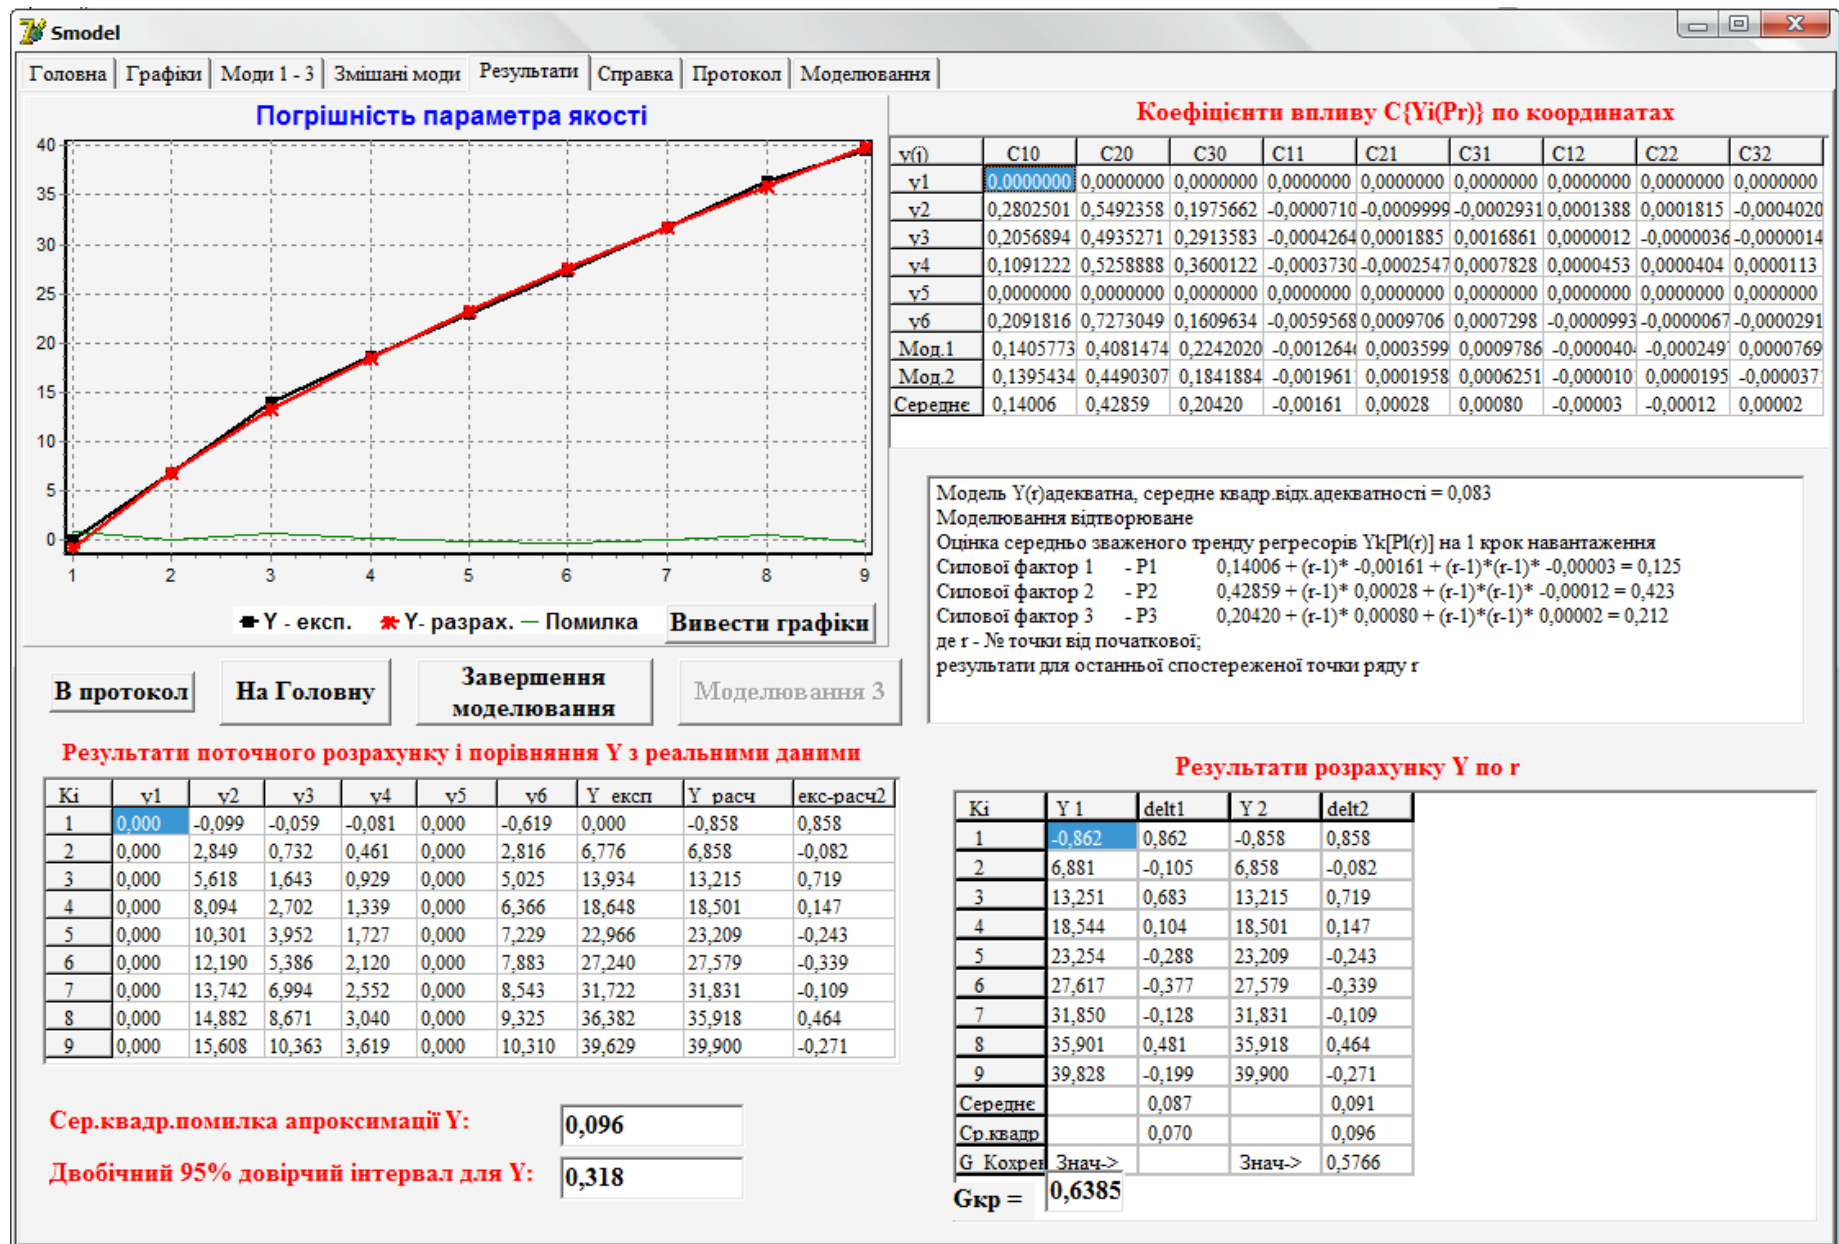 Smodel
Головна Графіки Моди 1 - 3 Змішані моди Результати Справка Протокол Моделювання
Погрішність параметра якості
40
35
30
25
20
15
10
5
0
1 2 3 4 5 6 7 8 9
Y - експ. Y- разрах. Помилка
Вивести графіки
В протокол На Головну Завершення моделювання Моделювання 3
Коефіцієнти впливу C{Yi(Pr)} по координатах
y(i) C10 C20 C30 C11 C21 C31 C12 C22 C32
y1 0,0000000 0,0000000 0,0000000 0,0000000 0,0000000 0,0000000 0,0000000 0,0000000 0,0000000
y2 0,2802501 0,5492358 0,1975662 -0,0000710 -0,0009999 -0,0002931 0,0001388 0,0001815 -0,0004020
y3 0,2056894 0,4935271 0,2913583 -0,0004264 0,0001885 0,0016861 0,0000012 -0,0000036 -0,0000014
y4 0,1091222 0,5258888 0,3600122 -0,0003730 -0,0002547 0,0007828 0,0000453 0,0000404 0,0000113
y5 0,0000000 0,0000000 0,0000000 0,0000000 0,0000000 0,0000000 0,0000000 0,0000000 0,0000000
y6 0,2091816 0,7273049 0,1609634 -0,0059568 0,0009706 0,0007298 -0,0000993 -0,0000067 -0,0000291
Мод.1 0,1405773 0,4081474 0,2242020 -0,001264 0,0003599 0,0009786 -0,000040 -0,000249 0,0000769
Мод.2 0,1395434 0,4490307 0,1841884 -0,001961 0,0001958 0,0006251 -0,000010 0,0000195 -0,000037
Середнє 0,14006 0,42859 0,20420 -0,00161 0,00028 0,00080 -0,00003 -0,00012 0,00002
Модель Y(r)адекватна, середне квадр.відх.адекватності = 0,083
Моделювання відтворюване
Оцінка середньо зваженого тренду регресорів Yk[Pl(r)] на 1 крок навантаження
Силової фактор 1 - P1 0,14006 + (r-1)* -0,00161 + (r-1)*(r-1)* -0,00003 = 0,125
Силової фактор 2 - P2 0,42859 + (r-1)* 0,00028 + (r-1)*(r-1)* -0,00012 = 0,423
Силової фактор 3 - P3 0,20420 + (r-1)* 0,00080 + (r-1)*(r-1)* 0,00002 = 0,212
де r - № точки від початкової;
результати для останньої спостереженої точки ряду r
Результати поточного розрахунку і порівняння Y з реальними даними
Ki y1 y2 y3 y4 y5 y6 Y_експ Y_расч екс-расч2
1 0,000 -0,099 -0,059 -0,081 0,000 -0,619 0,000 -0,858 0,858
2 0,000 2,849 0,732 0,461 0,000 2,816 6,776 6,858 -0,082
3 0,000 5,618 1,643 0,929 0,000 5,025 13,934 13,215 0,719
4 0,000 8,094 2,702 1,339 0,000 6,366 18,648 18,501 0,147
5 0,000 10,301 3,952 1,727 0,000 7,229 22,966 23,209 -0,243
6 0,000 12,190 5,386 2,120 0,000 7,883 27,240 27,579 -0,339
7 0,000 13,742 6,994 2,552 0,000 8,543 31,722 31,831 -0,109
8 0,000 14,882 8,671 3,040 0,000 9,325 36,382 35,918 0,464
9 0,000 15,608 10,363 3,619 0,000 10,310 39,629 39,900 -0,271
Сер.квадр.помилка апроксимації Y: 0,096
Двобічний 95% довірчий інтервал для Y: 0,318
Результати розрахунку Y по r
Ki Y 1 delt1 Y 2 delt2
1 -0,862 0,862 -0,858 0,858
2 6,881 -0,105 6,858 -0,082
3 13,251 0,683 13,215 0,719
4 18,544 0,104 18,501 0,147
5 23,254 -0,288 23,209 -0,243
6 27,617 -0,377 27,579 -0,339
7 31,850 -0,128 31,831 -0,109
8 35,901 0,481 35,918 0,464
9 39,828 -0,199 39,900 -0,271
Середнє 0,087 0,091
Ср.квадр 0,070 0,096
G_Кохрен Знач-> Знач-> 0,5766
Gкр = 0,6385